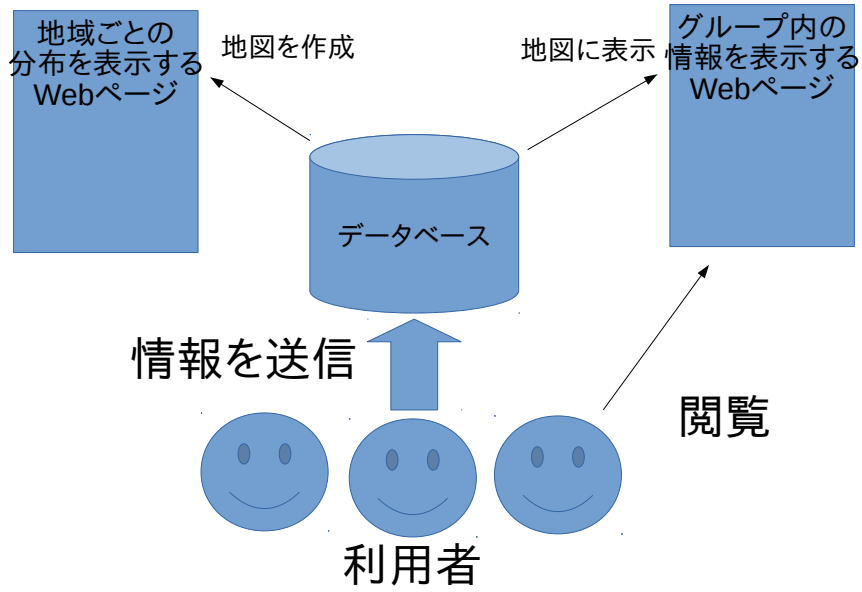 地域ごとの
分布を表示する
Webページ
地図を作成
地図に表示
グループ内の
情報を表示する
Webページ
データベース
情報を送信
閲覧
利用者